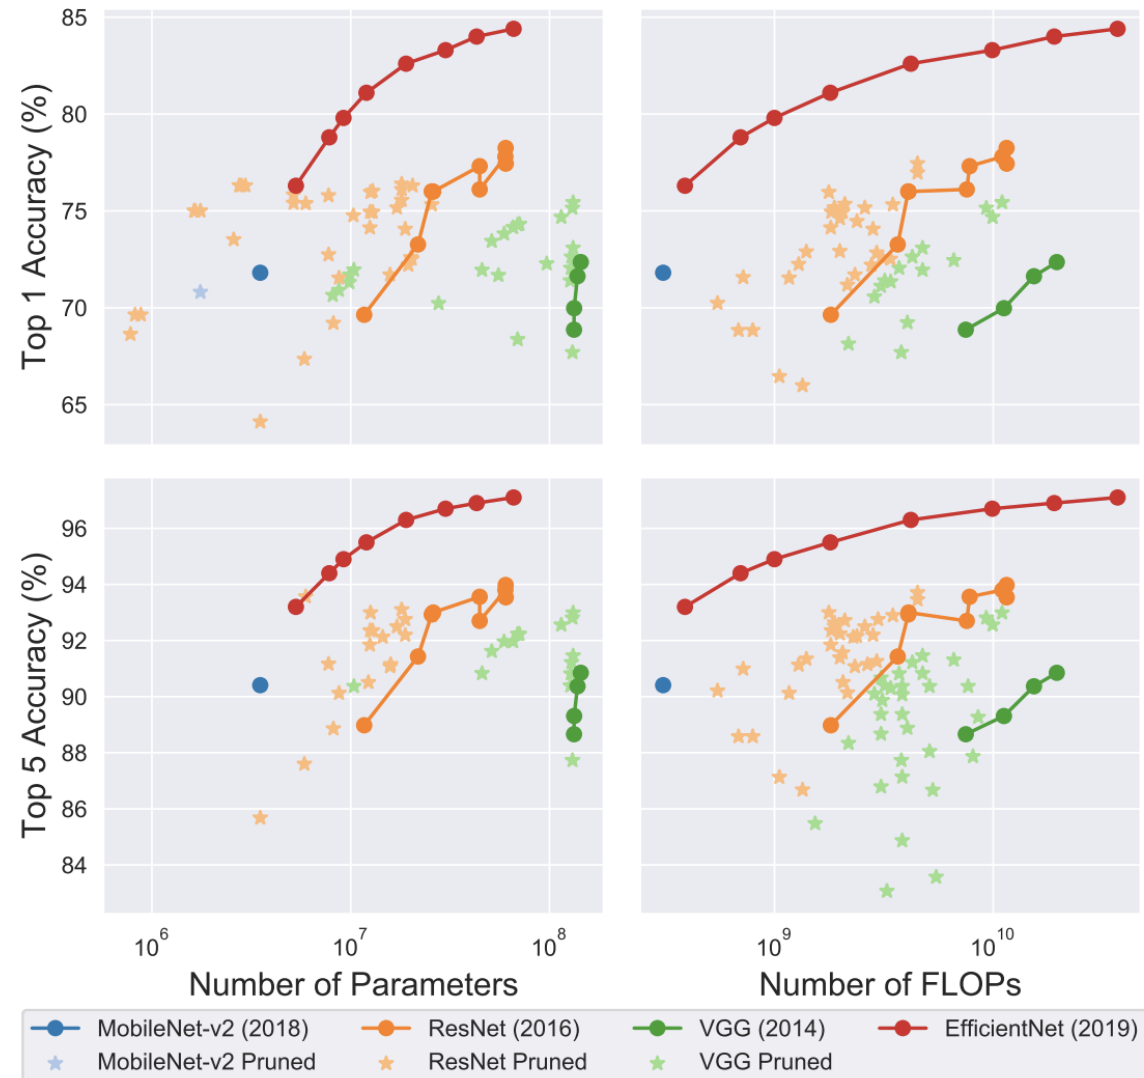 Top 1 Accuracy (%)
85
80
75
70
65
Top 5 Accuracy (%)
96
94
92
90
88
86
84
10^6
10^7
10^8
Number of Parameters
10^9
10^10
Number of FLOPs
MobileNet-v2 (2018)
ResNet (2016)
VGG (2014)
EfficientNet (2019)
MobileNet-v2 Pruned
ResNet Pruned
VGG Pruned